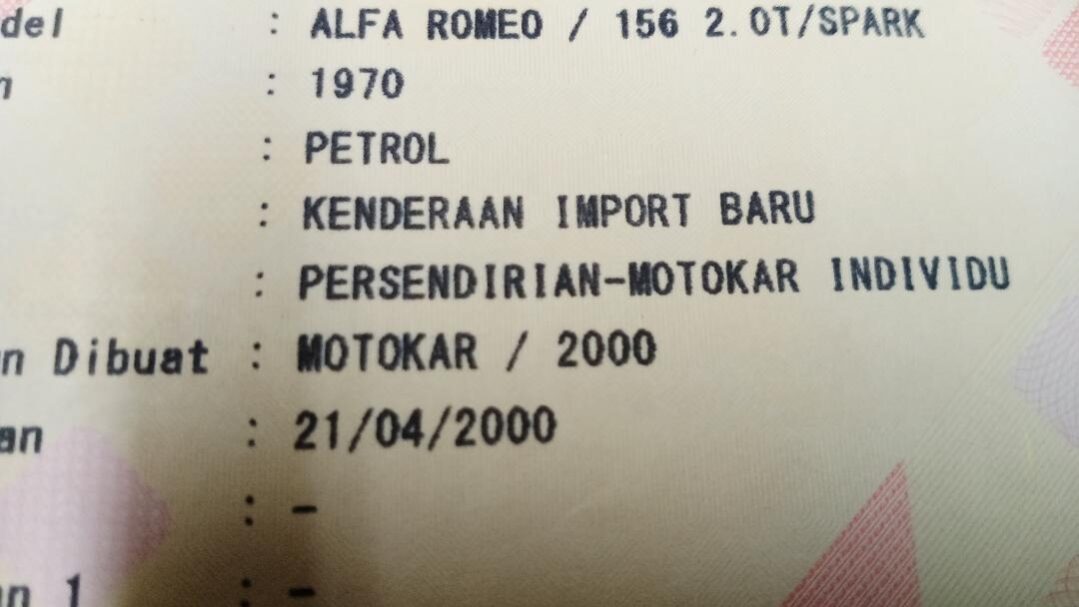 del : ALFA ROMEO / 156 2.0T/SPARK
n : 1970
: PETROL
: KENDERAAN IMPORT BARU
: PERSENDIRIAN-MOTOKAR INDIVIDU
n Dibuat : MOTOKAR / 2000
an : 21/04/2000
: -
an 1 : -